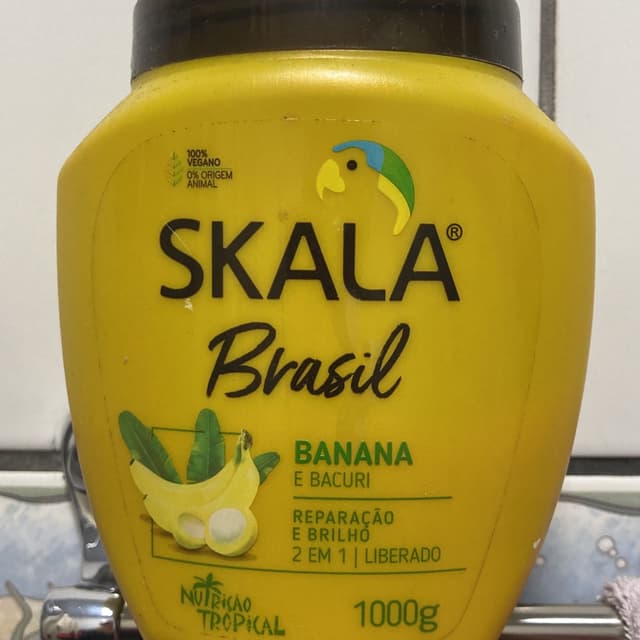 100%
VEGANO
0% ORIGEM
ANIMAL
SKALA®
Brasil
BANANA
E BACURI
REPARAÇÃO
E BRILHO
2 EM 1 | LIBERADO
NUTRIÇÃO
TROPICAL
1000g